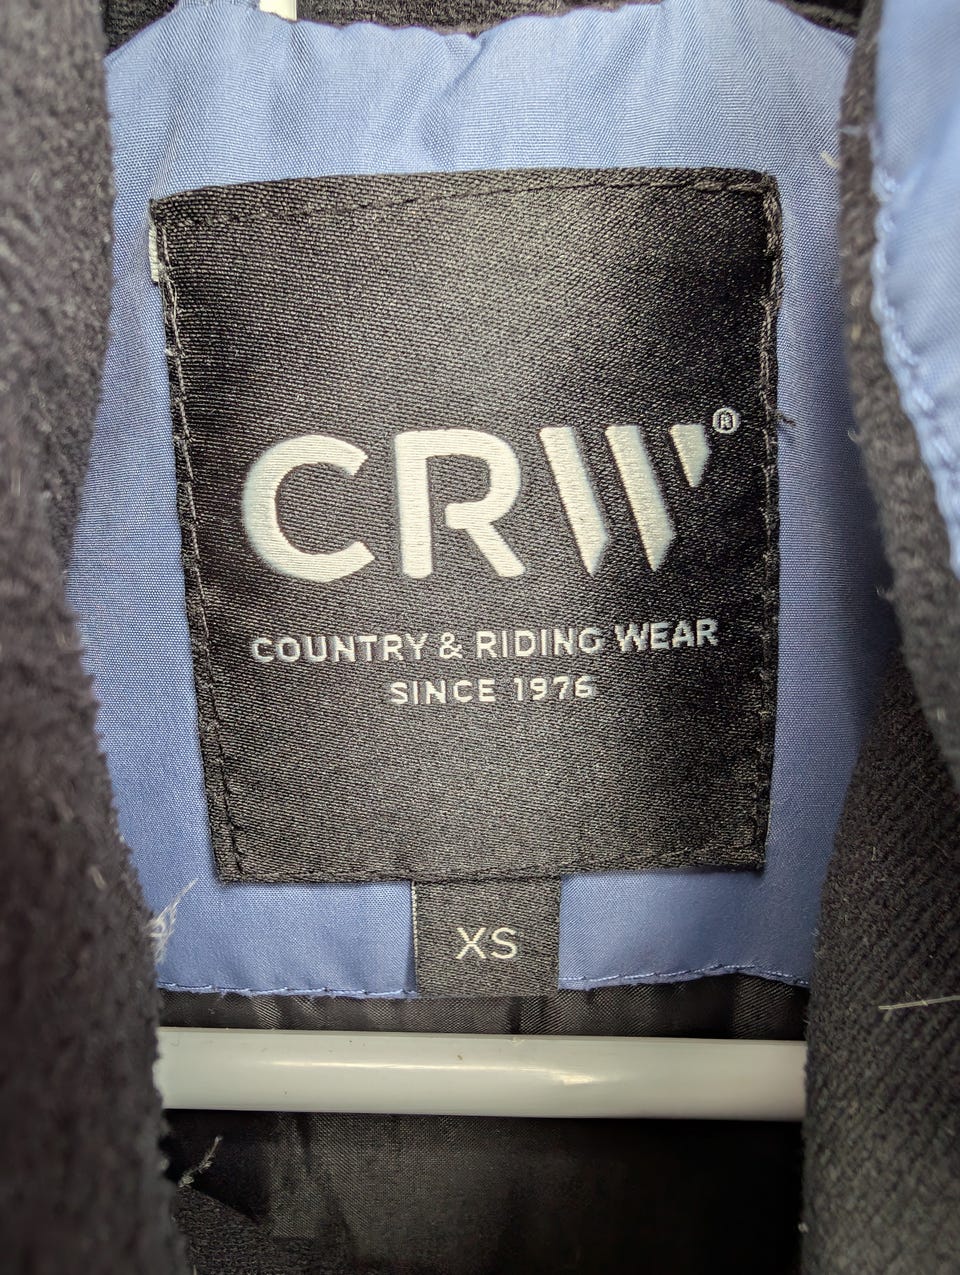 CRW®
COUNTRY & RIDING WEAR
SINCE 1976
XS